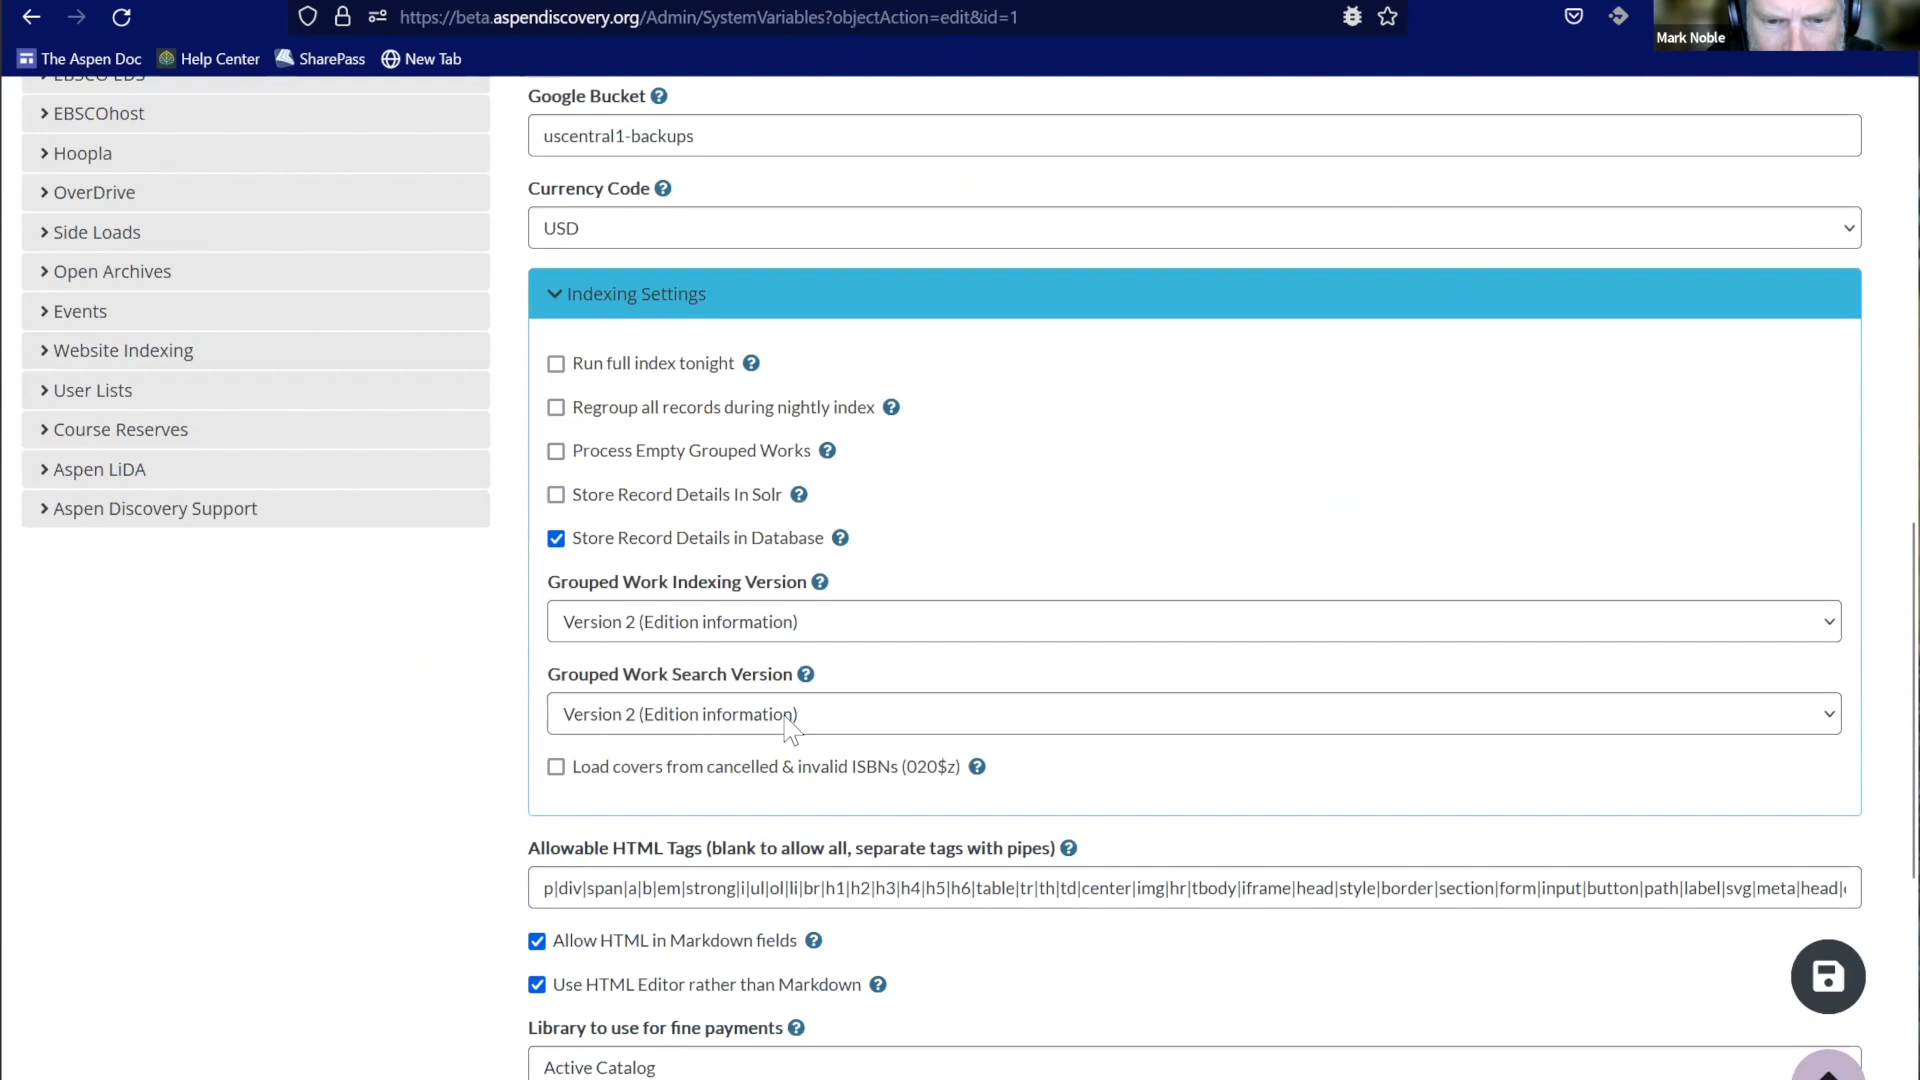 https://beta.aspendiscovery.org/Admin/SystemVariables?objectAction=edit&id=1
Mark Noble
The Aspen Doc
Help Center
SharePass
New Tab
EBSCO EDS
EBSCOhost
Hoopla
OverDrive
Side Loads
Open Archives
Events
Website Indexing
User Lists
Course Reserves
Aspen LiDA
Aspen Discovery Support
Google Bucket
uscentral1-backups
Currency Code
USD
Indexing Settings
Run full index tonight
Regroup all records during nightly index
Process Empty Grouped Works
Store Record Details In Solr
Store Record Details in Database
Grouped Work Indexing Version
Version 2 (Edition information)
Grouped Work Search Version
Version 2 (Edition information)
Load covers from cancelled & invalid ISBNs (020$z)
Allowable HTML Tags (blank to allow all, separate tags with pipes)
p|div|span|a|b|em|strong|i|ul|ol|li|br|h1|h2|h3|h4|h5|h6|table|tr|th|td|center|img|hr|tbody|iframe|head|style|border|section|form|input|button|path|label|svg|meta|head|
Allow HTML in Markdown fields
Use HTML Editor rather than Markdown
Library to use for fine payments
Active Catalog